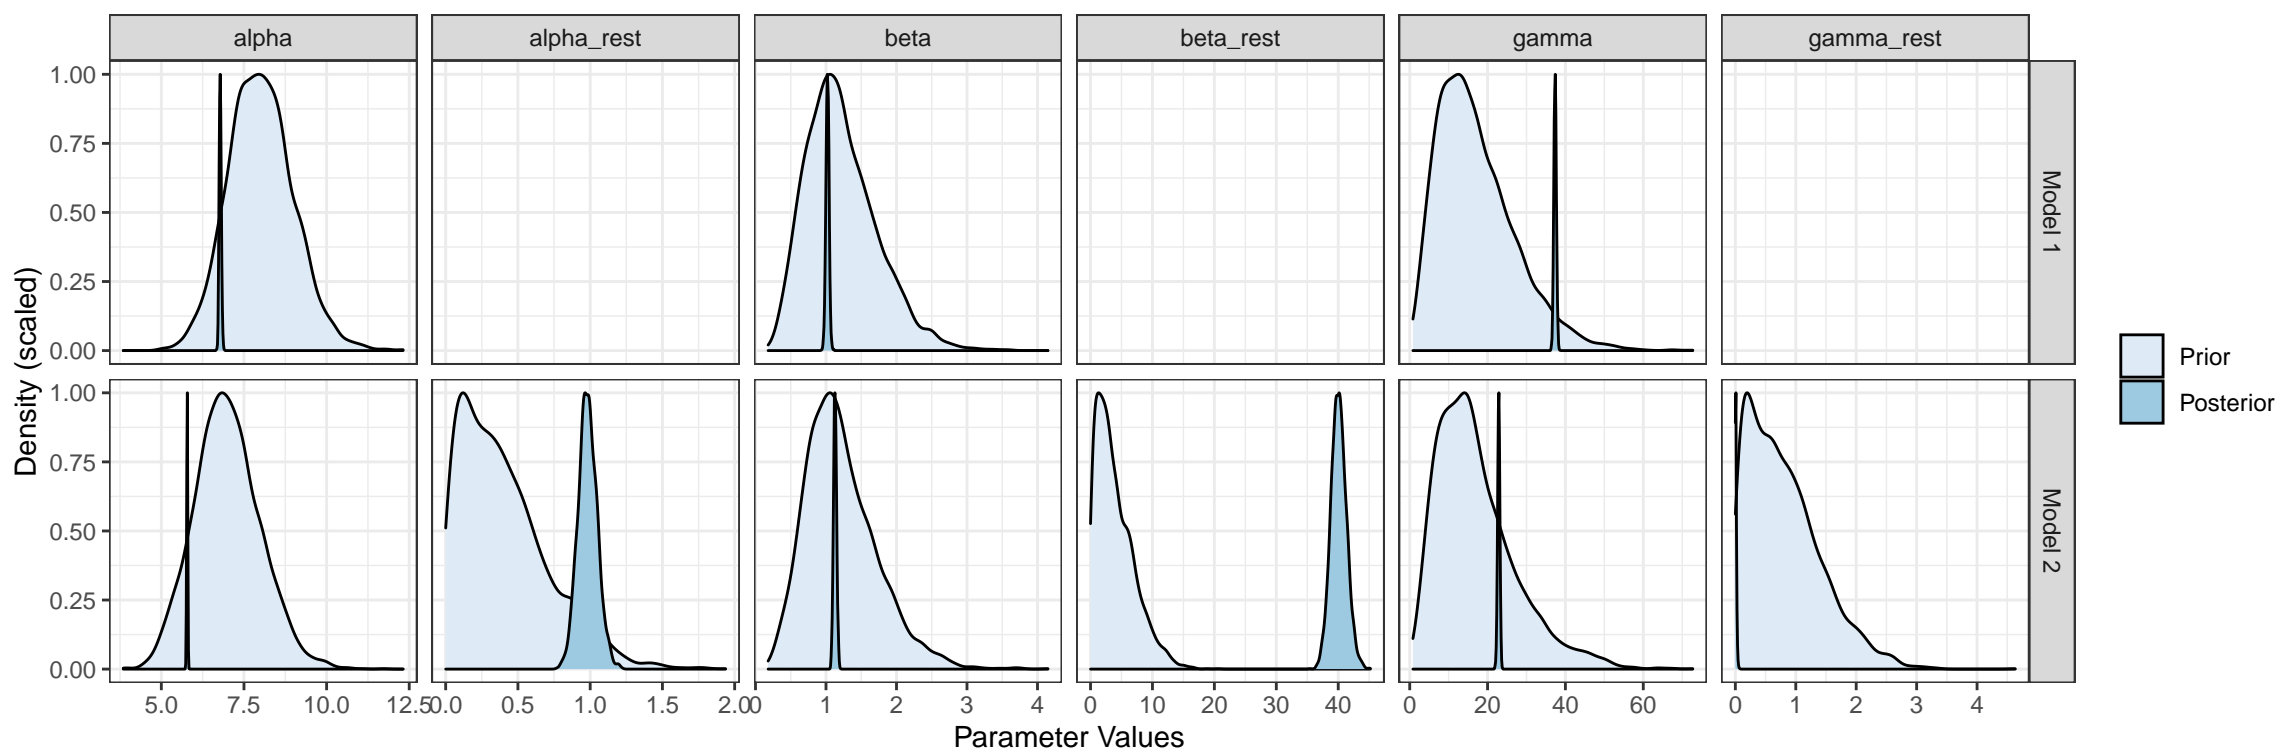 alpha alpha_rest beta beta_rest gamma gamma_rest
1.00
0.75
0.50
0.25
0.00
Model 1
1.00
0.75
0.50
0.25
0.00
Model 2
Density (scaled)
5.0 7.5 10.0 12.5 0.0 0.5 1.0 1.5 2.0 0 1 2 3 4 0 10 20 30 40 0 20 40 60 0 1 2 3 4
Parameter Values
Prior
Posterior